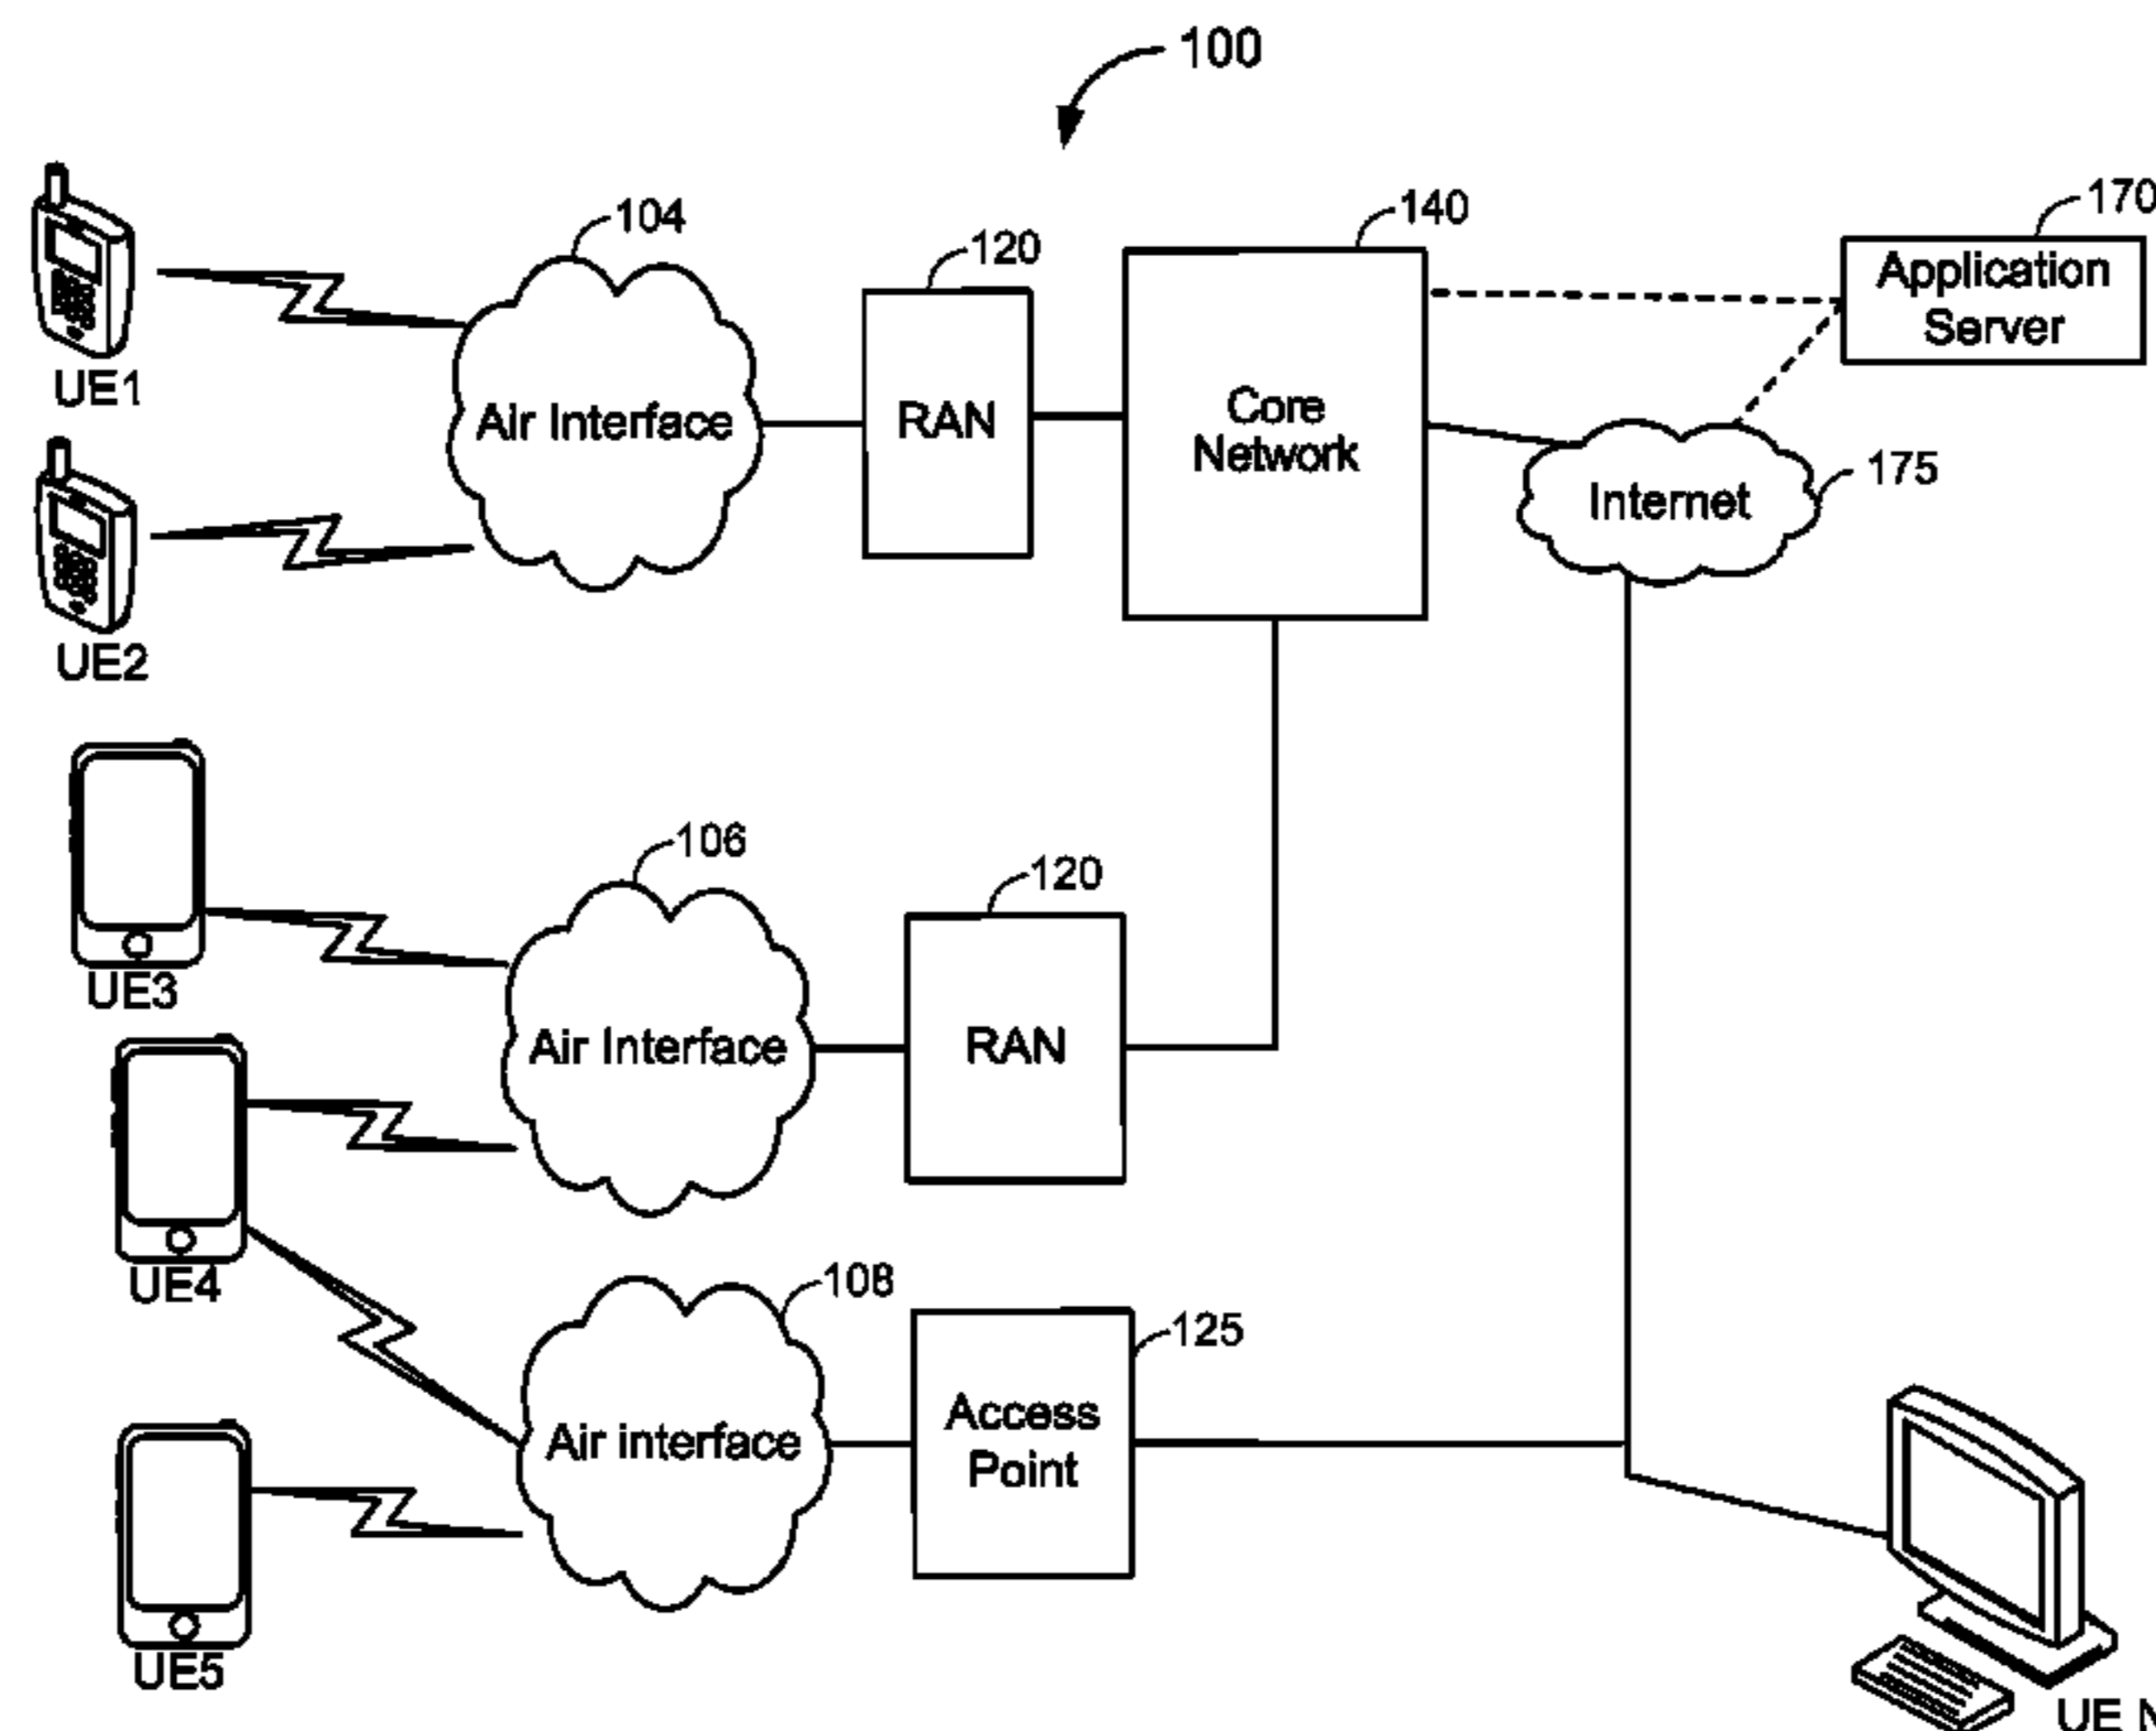 100
104
120
140
170
Application
Server
UE1
Air Interface
RAN
Core
Network
175
Internet
UE2
106
120
UE3
Air Interface
RAN
108
125
UE4
Air interface
Access
Point
UE5
UE N